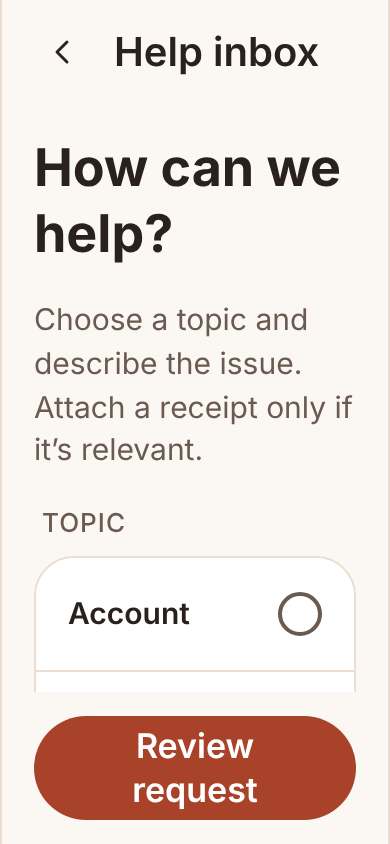 Help inbox
How can we
help?
Choose a topic and
describe the issue.
Attach a receipt only if
it’s relevant.
TOPIC
Account
Review
request